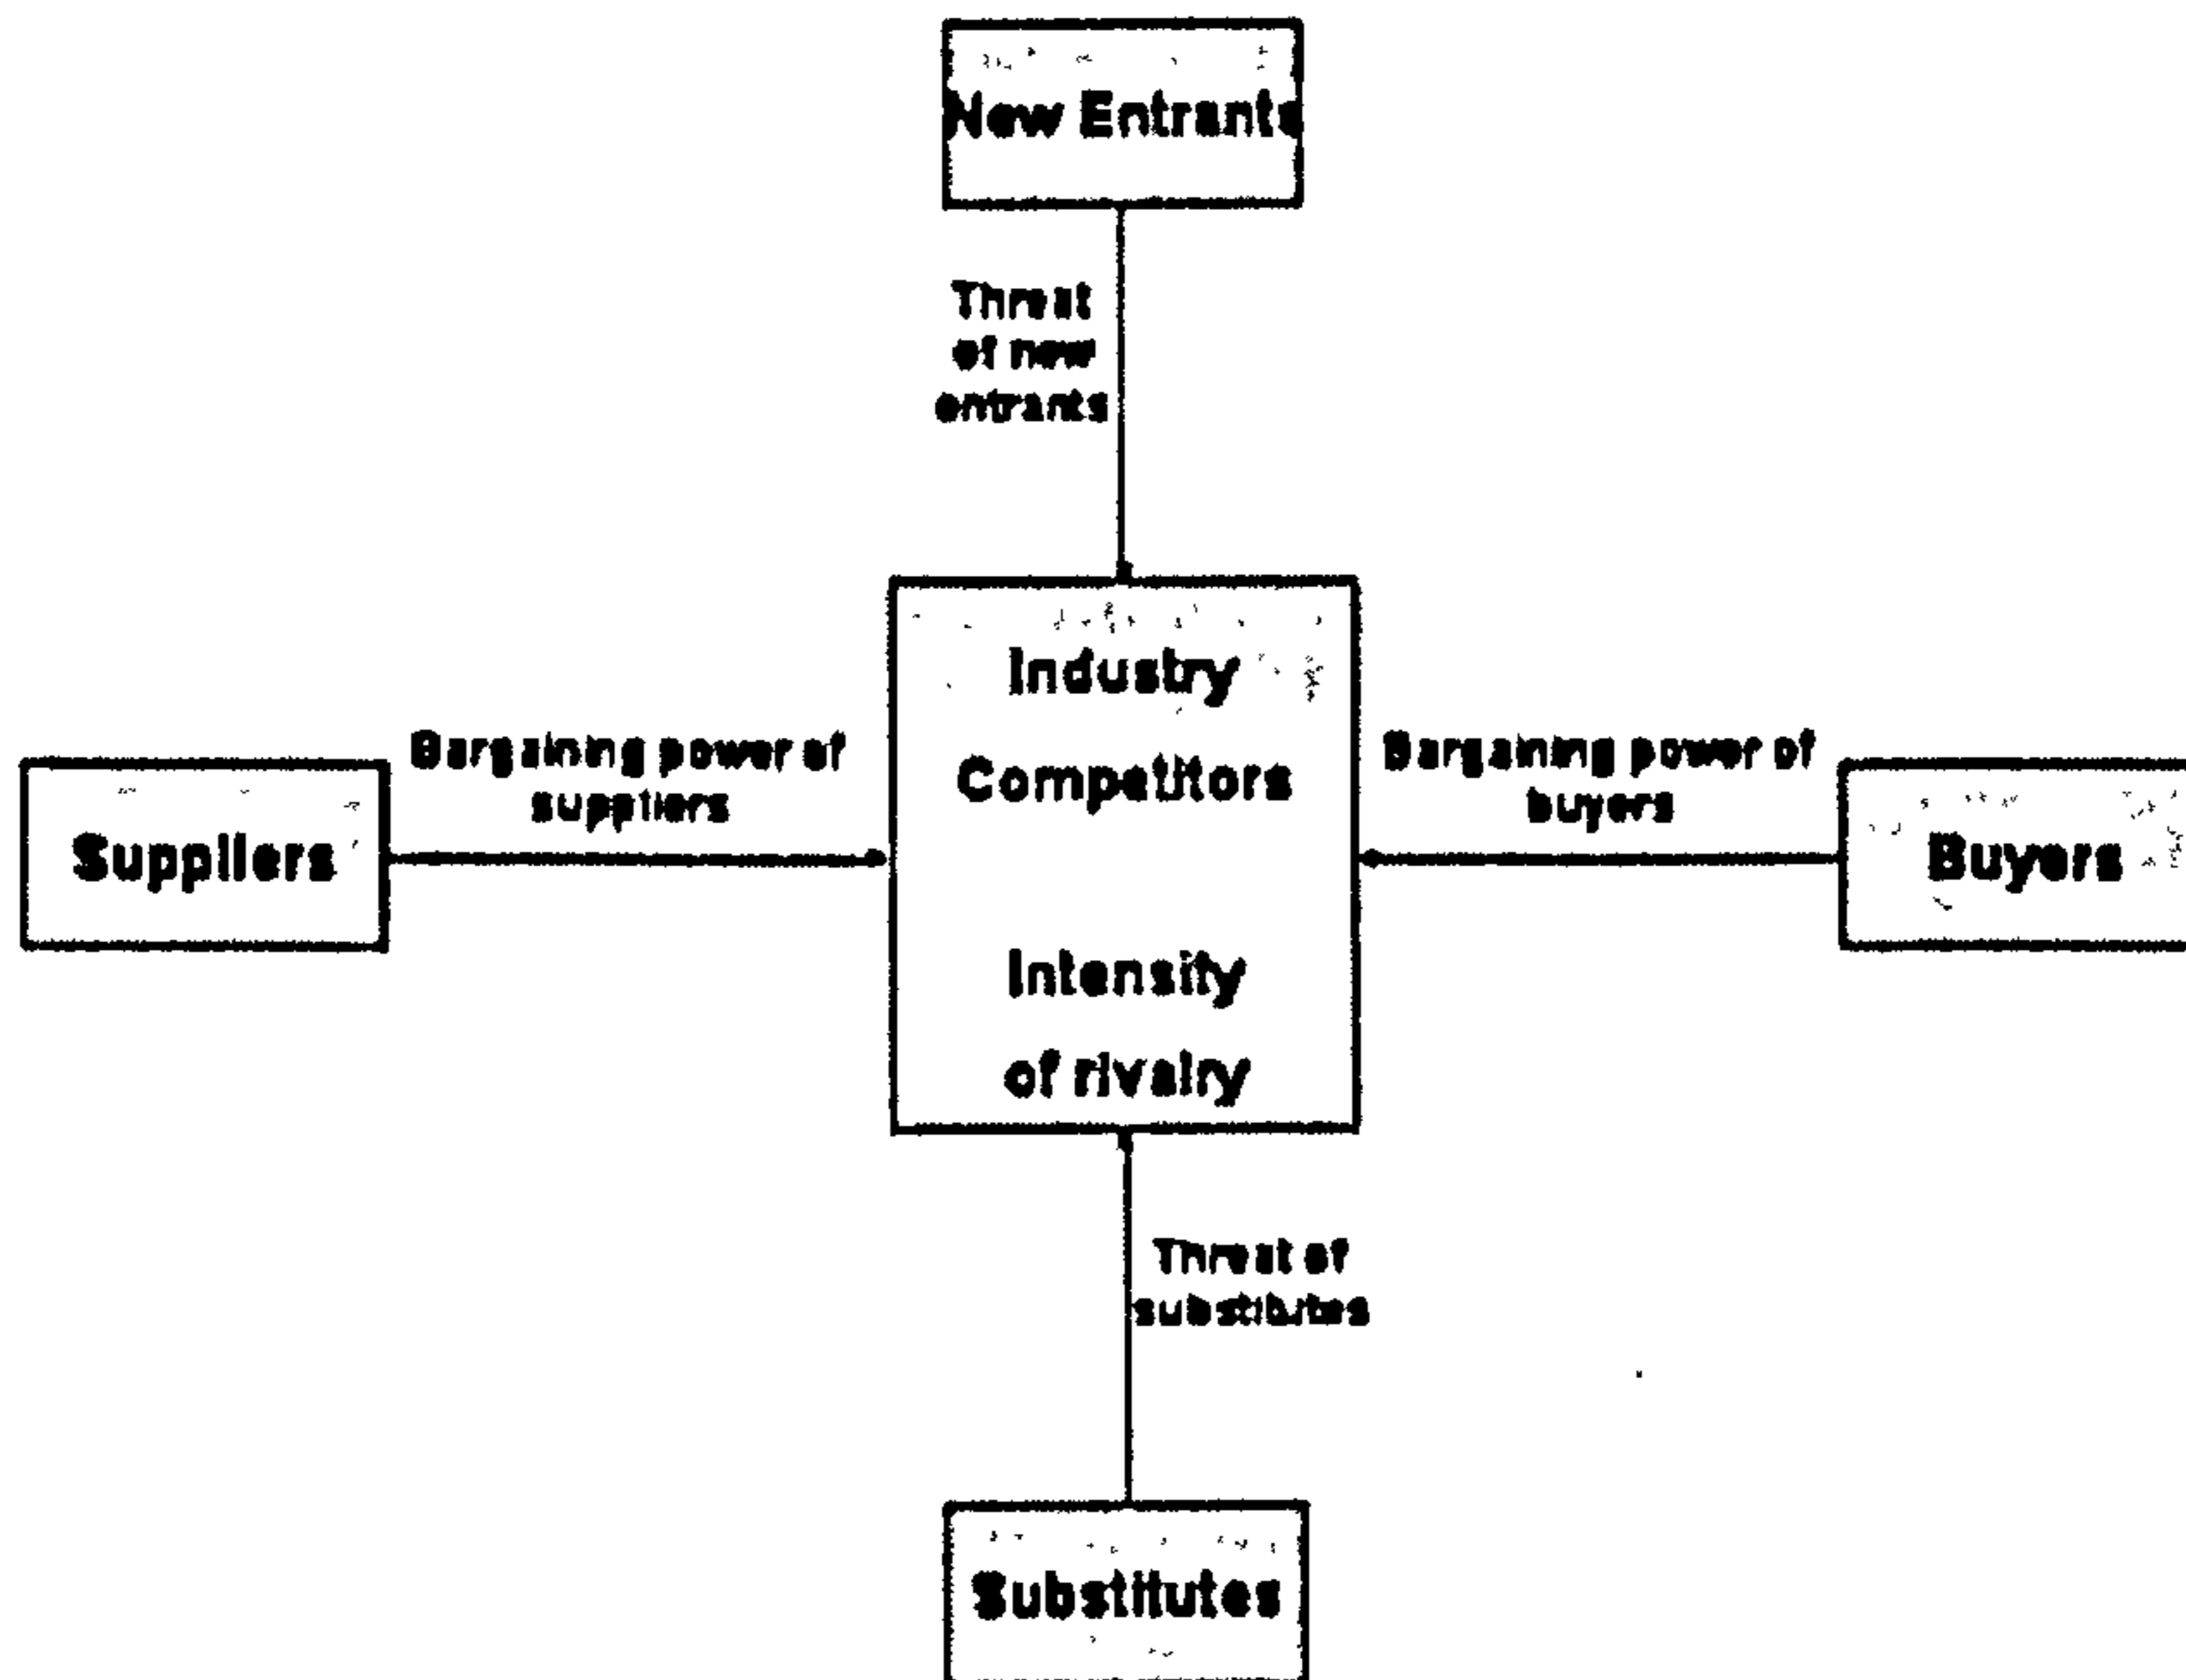 New Entrants
Threat
of new
entrants
Industry
Competitors
Bargaining power of
suppliers
Bargaining power of
buyers
Suppliers
Buyers
Intensity
of rivalry
Threat of
substitutes
Substitutes